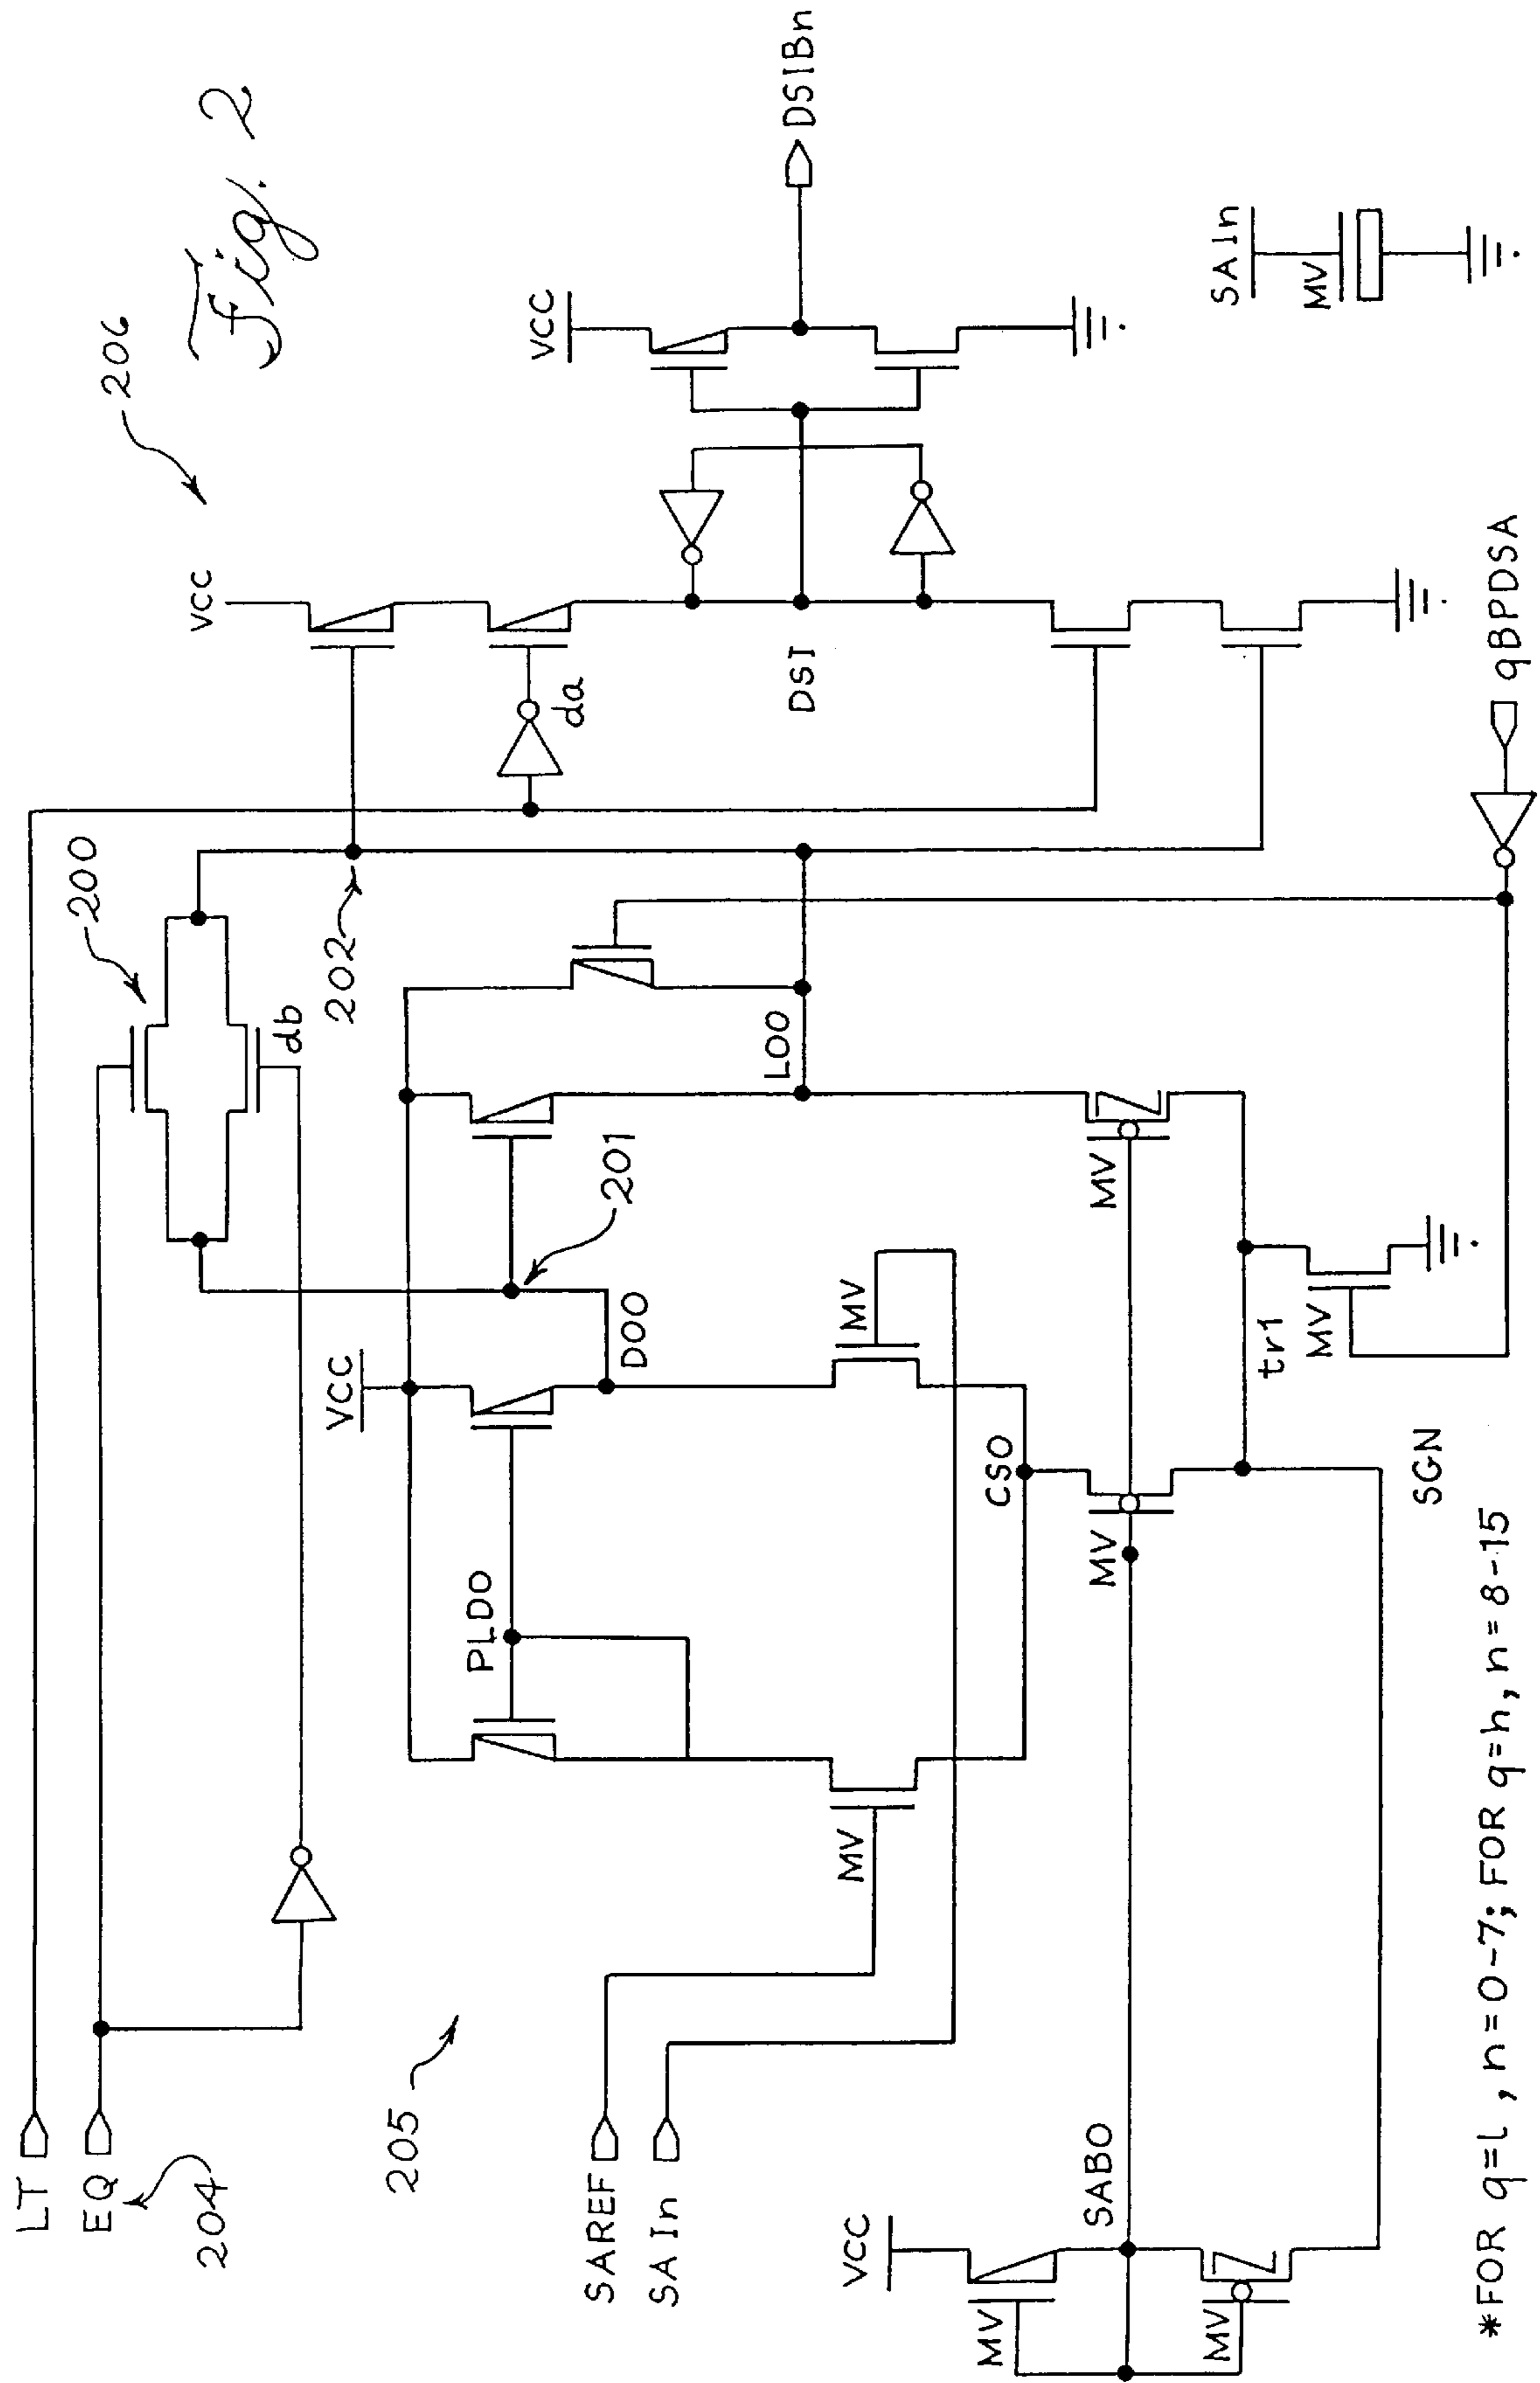 Fig. 2
206
200
202
201
204
205
LT
EQ
VCC
DSIBn
da
db
DSI
VCC
VCC
PLDO
DOO
LOO
SAREF
SAIn
MV
MV
CSO
SAIn
MV
VCC
MV
SABO
MV
MV
MV
tr1
MV
SGN
qBPDSA
*FOR q=l, n=0-7; FOR q=h, n=8-15